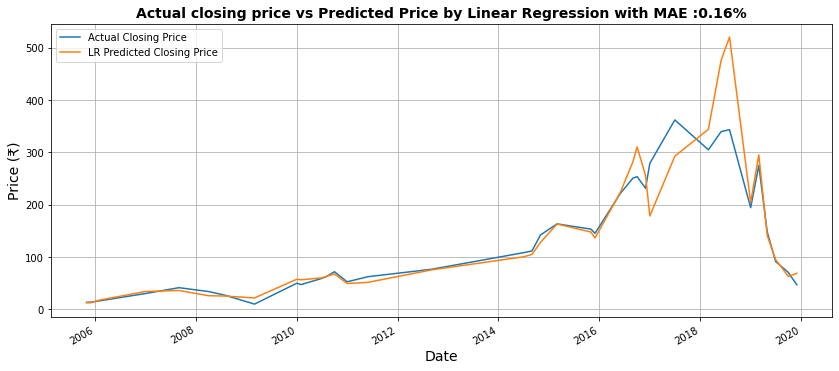 Actual closing price vs Predicted Price by Linear Regression with MAE :0.16%
Actual Closing Price
LR Predicted Closing Price
Price (₹)
500
400
300
200
100
0
2006
2008
2010
2012
2014
2016
2018
2020
Date